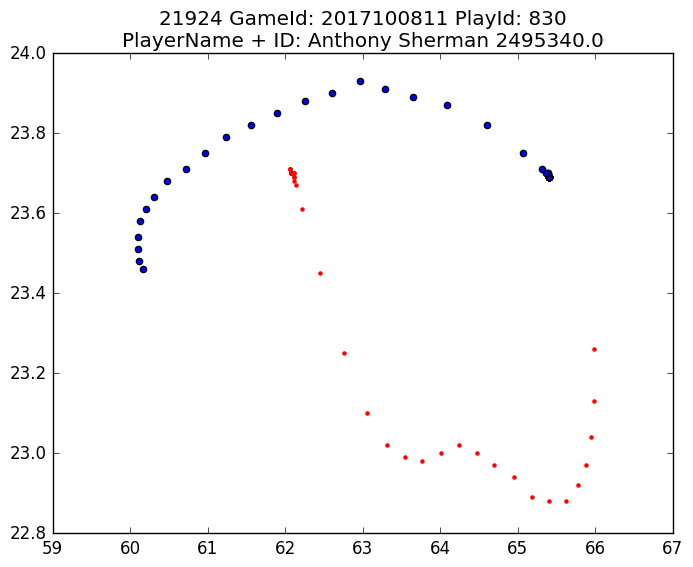 21924 GameId: 2017100811 PlayId: 830
PlayerName + ID: Anthony Sherman 2495340.0
24.0
23.8
23.6
23.4
23.2
23.0
22.8
59 60 61 62 63 64 65 66 67